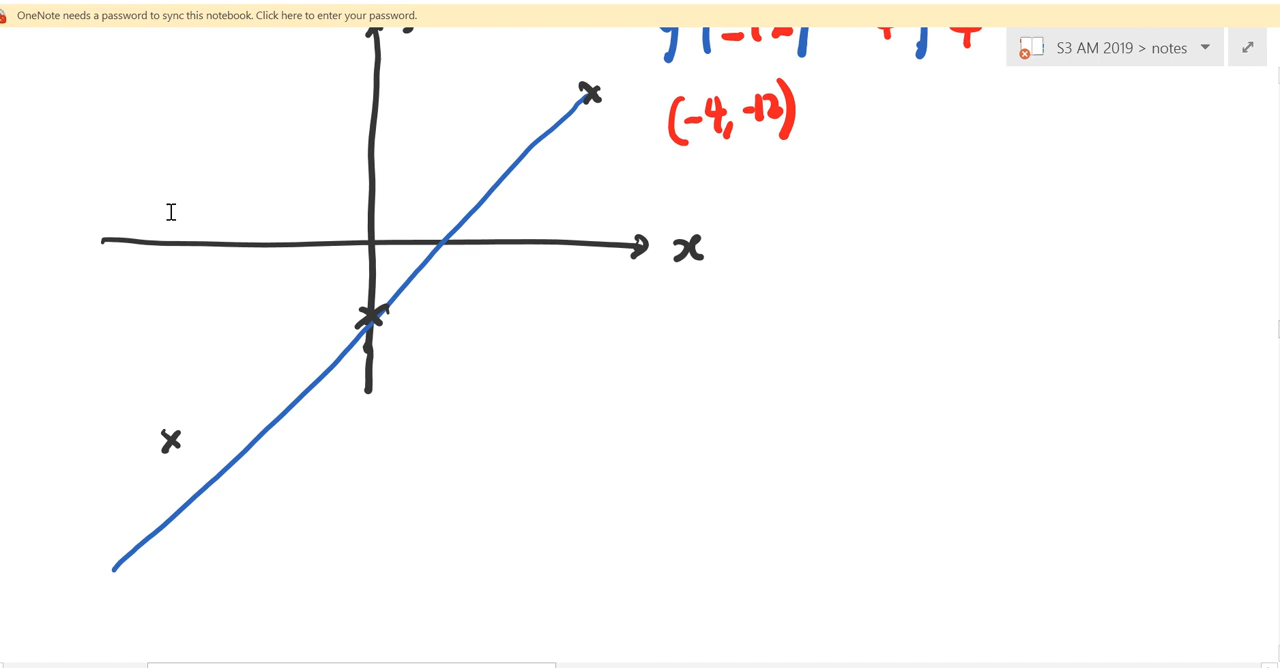 OneNote needs a password to sync this notebook. Click here to enter your password.
S3 AM 2019 > notes
(-4, -12)
x